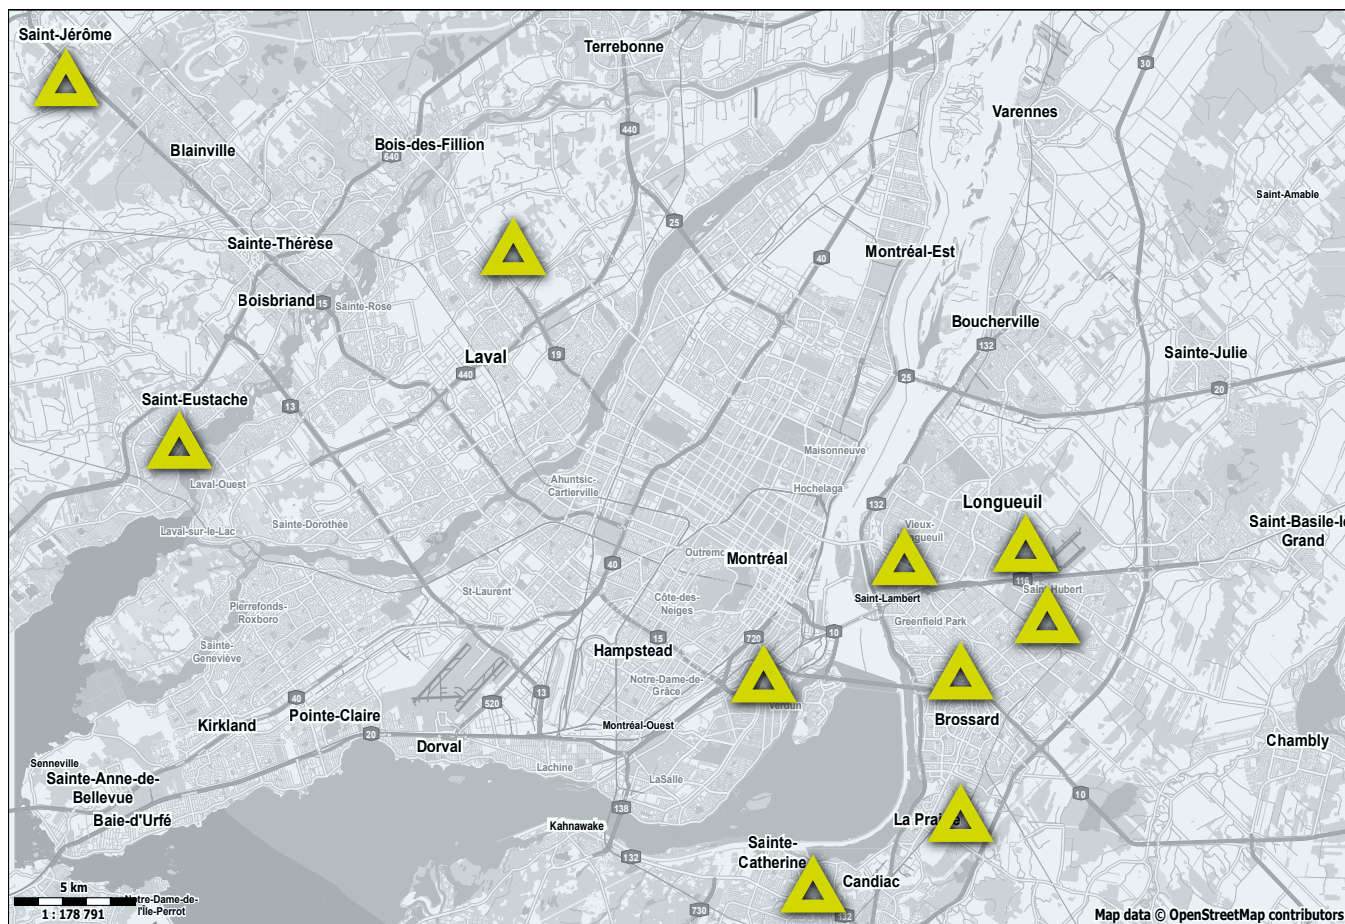 Saint-Jérôme
Terrebonne
30
Varennes
440
Blainville
Bois-des-Fillion
640
Saint-Amable
25
Sainte-Thérèse
40
Montréal-Est
Boisbriand
15
Sainte-Rose
Boucherville
132
Laval
19
Sainte-Julie
440
25
20
Saint-Eustache
13
Maisonneuve
Laval-Ouest
Ahuntsic-
Cartierville
Hochelaga
132
Longueuil
Laval-sur-le-Lac
Sainte-Dorothée
Vieux-
Saint-Basile-le
Grand
Montréal
40
116
Saint-Hubert
St-Laurent
Côte-des-
Neiges
Saint-Lambert
Pierrefonds-
Roxboro
Greenfield Park
Sainte-
Geneviève
15
720
10
Hampstead
Notre-Dame-de-
Grâce
40
13
520
Verdun
Kirkland
Pointe-Claire
Montréal-Ouest
Brossard
20
Dorval
Chambly
Senneville
Lachine
Sainte-Anne-de-
Bellevue
LaSalle
10
138
Baie-d'Urfé
Kahnawake
La Prairie
132
Sainte-
Catherine
Candiac
5 km
Notre-Dame-de-
l'Île-Perrot
1 : 178 791
730
132
Map data © OpenStreetMap contributors